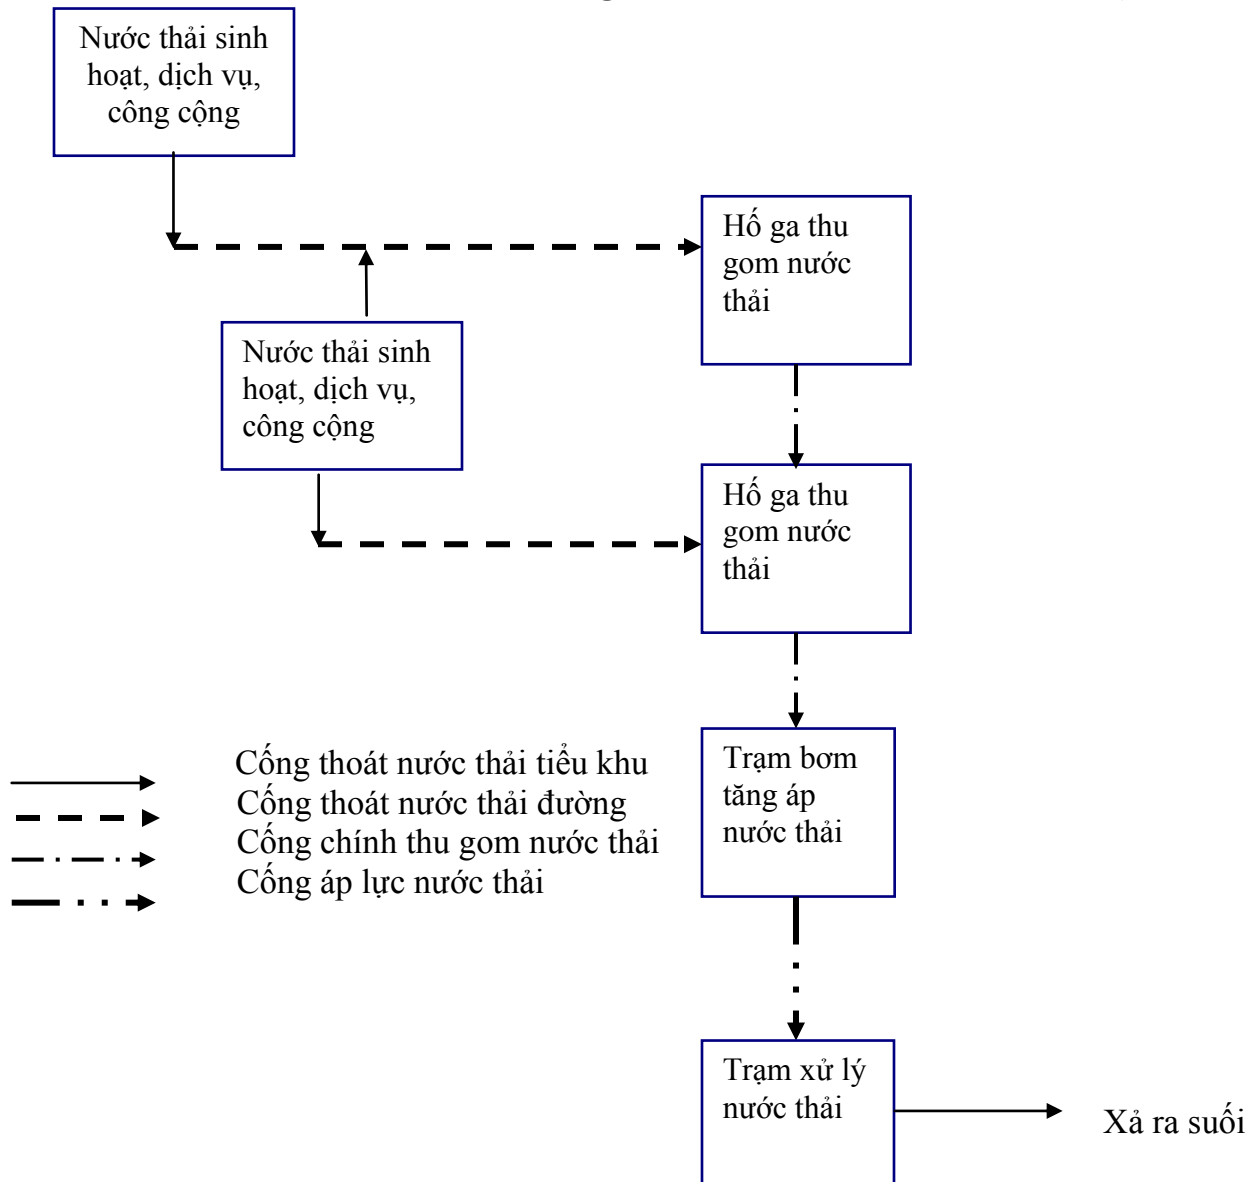 Nước thải sinh
hoạt, dịch vụ,
công cộng
Hố ga thu
gom nước
thải
Nước thải sinh
hoạt, dịch vụ,
công cộng
Hố ga thu
gom nước
thải
Trạm bơm
tăng áp
nước thải
Cống thoát nước thải tiểu khu
Cống thoát nước thải đường
Cống chính thu gom nước thải
Cống áp lực nước thải
Trạm xử lý
nước thải
Xả ra suối